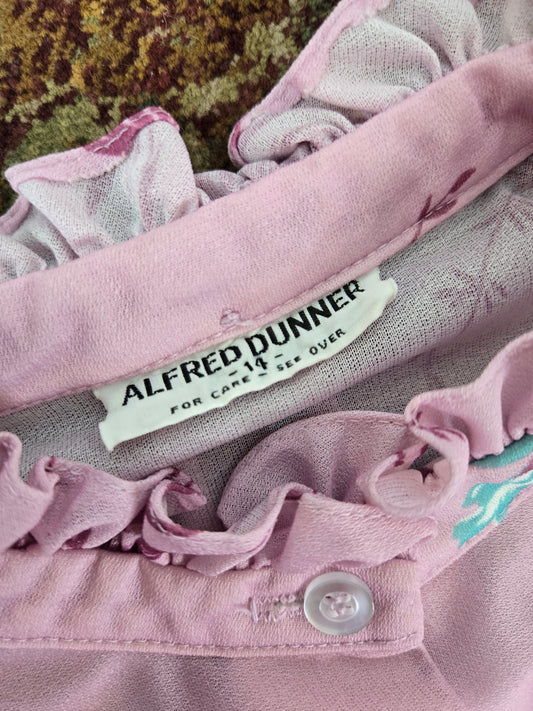 ALFRED DUNNER
- 14 -
FOR CARE - SEE OVER